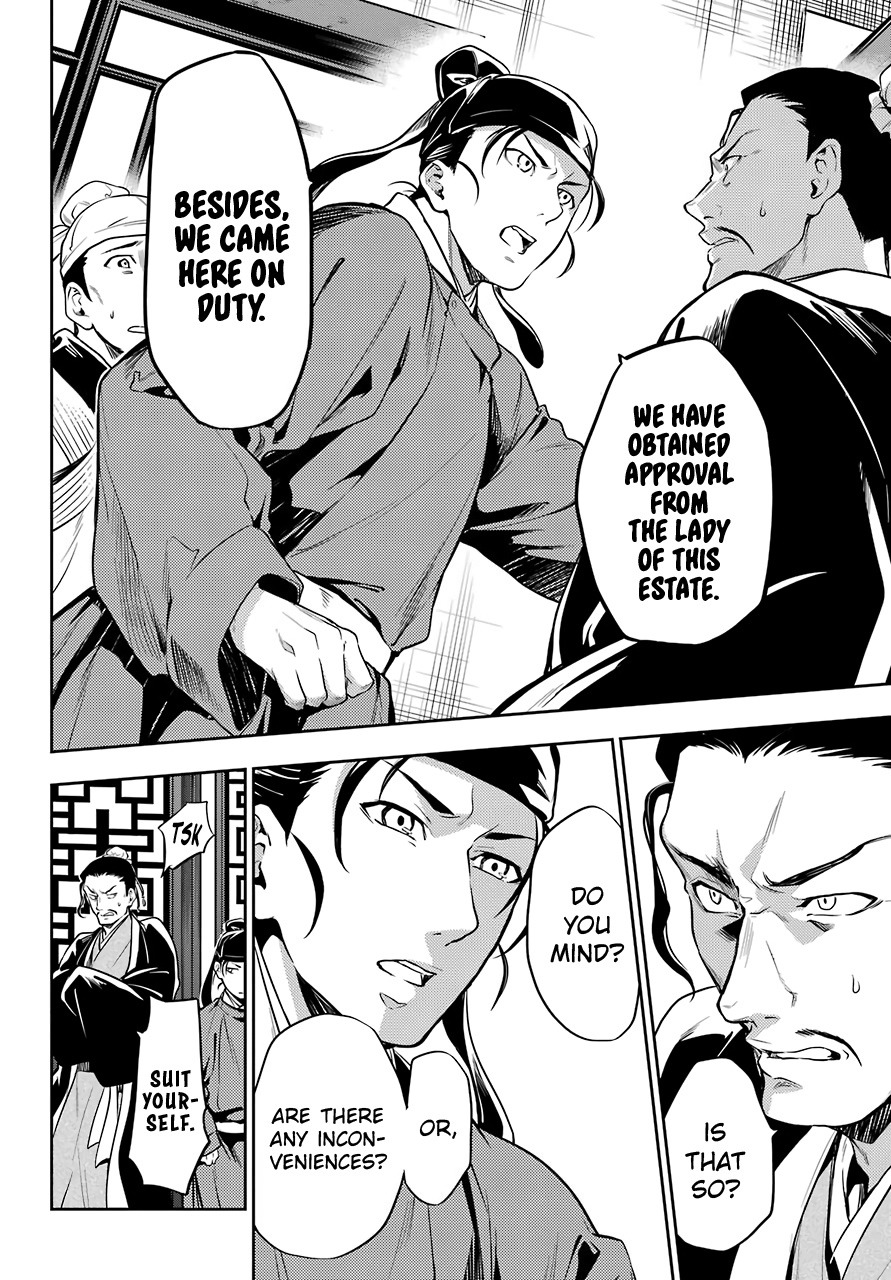 WE HAVE
OBTAINED
APPROVAL
FROM
THE LADY
OF THIS
ESTATE.
BESIDES,
WE CAME
HERE ON
DUTY.
IS
THAT
SO?
DO
YOU
MIND?
OR,
ARE THERE
ANY INCON-
VENIENCES?
TSK
SUIT
YOUR-
SELF.